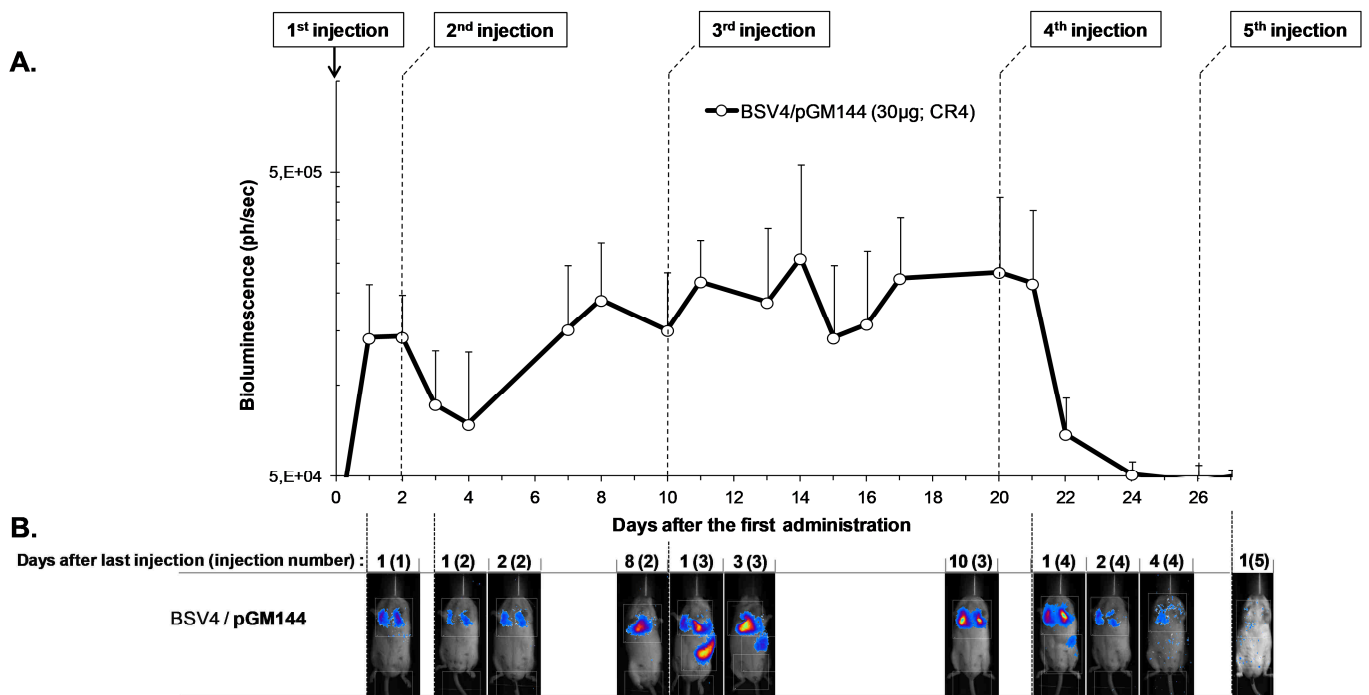 1st injection 2nd injection 3rd injection 4th injection 5th injection
A.
BSV4/pGM144 (30µg; CR4)
Bioluminescence (ph/sec)
5,E+05
5,E+04
0 2 4 6 8 10 12 14 16 18 20 22 24 26
Days after the first administration
B.
Days after last injection (injection number) : 1 (1) 1 (2) 2 (2) 8 (2) 1 (3) 3 (3) 10 (3) 1 (4) 2 (4) 4 (4) 1(5)
BSV4 / pGM144